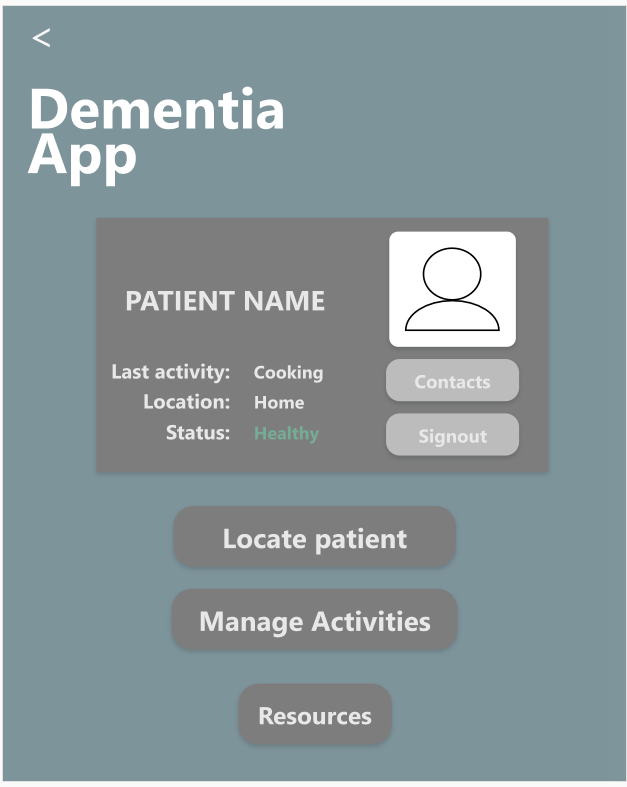 <
Dementia
App
PATIENT NAME
Last activity: Cooking
Location: Home
Status: Healthy
Contacts
Signout
Locate patient
Manage Activities
Resources